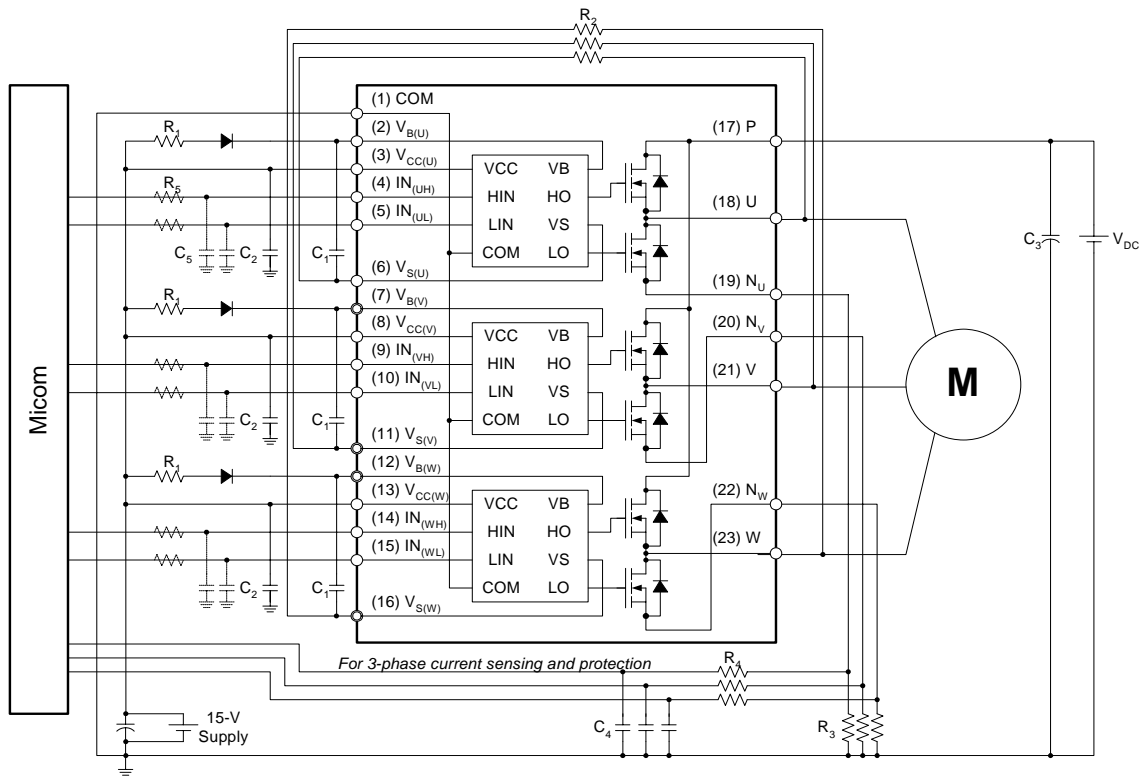 R2
(1) COM
(2) VB(U)
(3) VCC(U)
(4) IN(UH)
(5) IN(UL)
(6) VS(U)
(7) VB(V)
(8) VCC(V)
(9) IN(VH)
(10) IN(VL)
(11) VS(V)
(12) VB(W)
(13) VCC(W)
(14) IN(WH)
(15) IN(WL)
(16) VS(W)
VCC VB
HIN HO
LIN VS
COM LO
VCC VB
HIN HO
LIN VS
COM LO
VCC VB
HIN HO
LIN VS
COM LO
(17) P
(18) U
(19) NU
(20) NV
(21) V
(22) NW
(23) W
R1
R5
C5 C2 C1
R1
C2 C1
R1
C2 C1
Micom
C3
VDC
M
For 3-phase current sensing and protection
R4
C4
R3
15-V
Supply